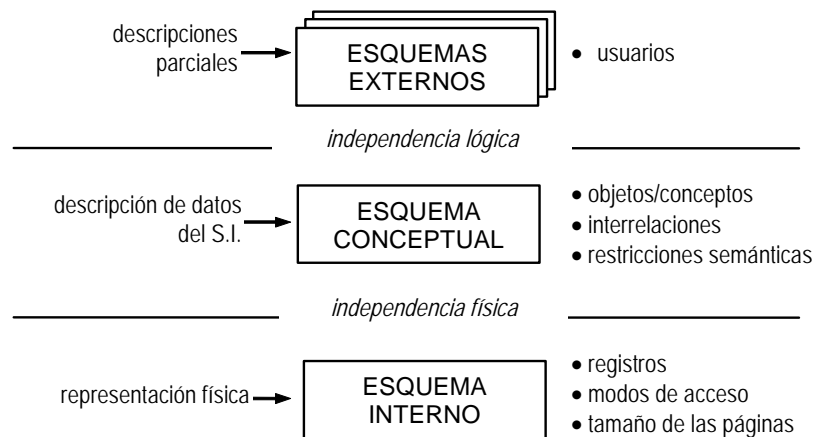 descripciones
parciales
ESQUEMAS
EXTERNOS
• usuarios
independencia lógica
descripción de datos
del S.I.
ESQUEMA
CONCEPTUAL
• objetos/conceptos
• interrelaciones
• restricciones semánticas
independencia física
representación física
ESQUEMA
INTERNO
• registros
• modos de acceso
• tamaño de las páginas